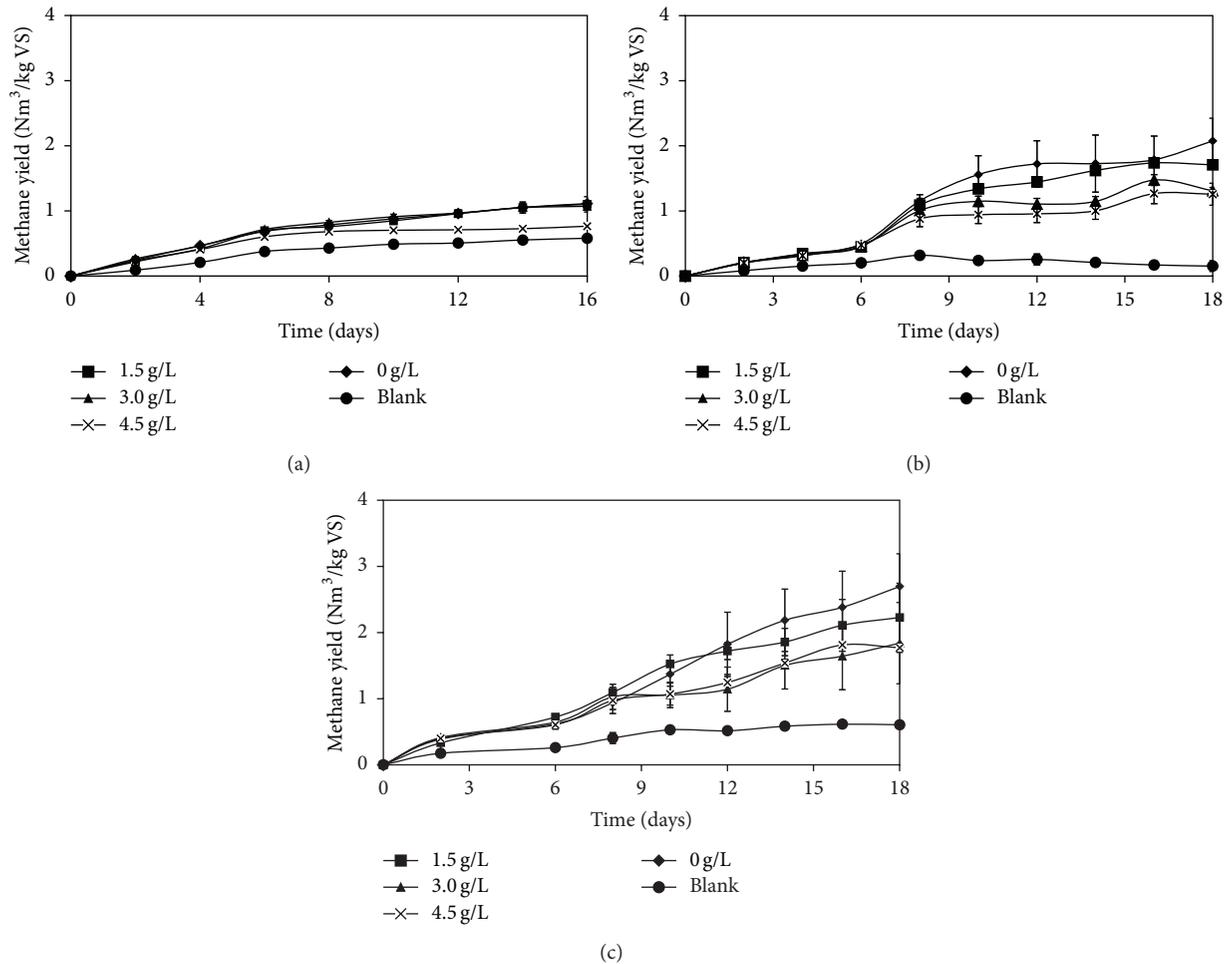 Methane yield (Nm³/kg VS)
4
3
2
1
0
0 4 8 12 16
Time (days)
1.5 g/L 0 g/L
3.0 g/L Blank
4.5 g/L
(a)
Methane yield (Nm³/kg VS)
4
3
2
1
0
0 3 6 9 12 15 18
Time (days)
1.5 g/L 0 g/L
3.0 g/L Blank
4.5 g/L
(b)
Methane yield (Nm³/kg VS)
4
3
2
1
0
0 3 6 9 12 15 18
Time (days)
1.5 g/L 0 g/L
3.0 g/L Blank
4.5 g/L
(c)